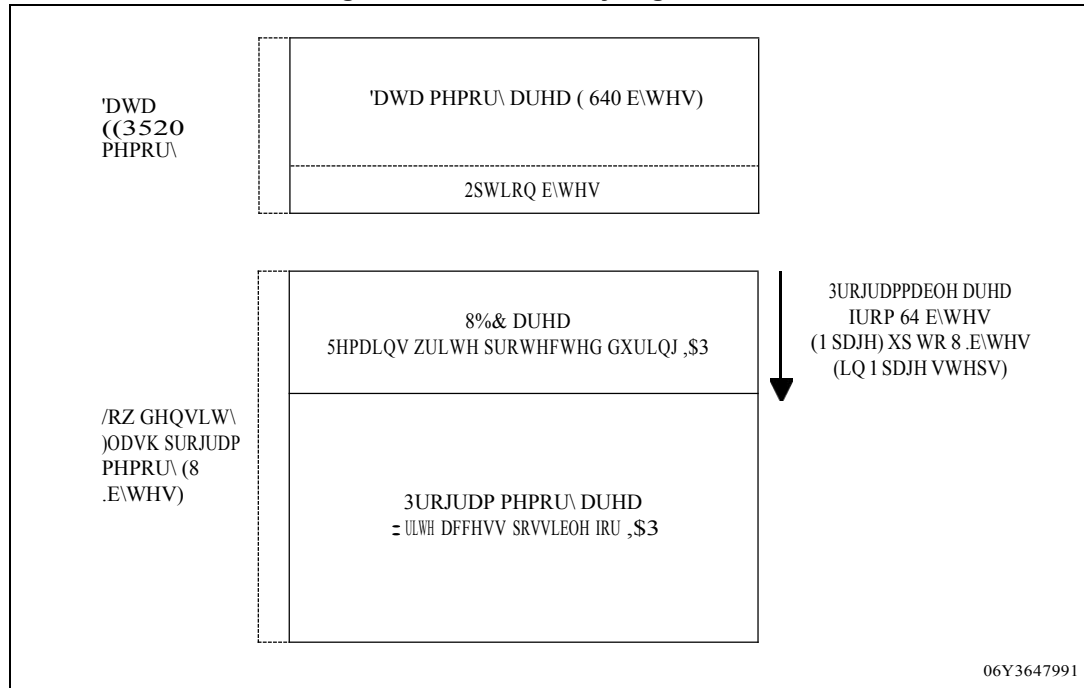 'DWD PHPRU\ DUHD ( 640 E\WHV)
'DWD
((3520
PHPRU\
2SWLRQ E\WHV
8%& DUHD
5HPDLQV ZULWH SURWHFWHG GXULQJ ,$3
3URJUDPPDEOH DUHD
IURP 64 E\WHV
(1 SDJH) XS WR 8 .E\WHV
(LQ 1 SDJH VWHSV)
/RZ GHQVLW\
)ODVK SURJUDP
PHPRU\ (8
.E\WHV)
3URJUDP PHPRU\ DUHD
: ULWH DFFHVV SRVVLEOH IRU ,$3
06Y3647991